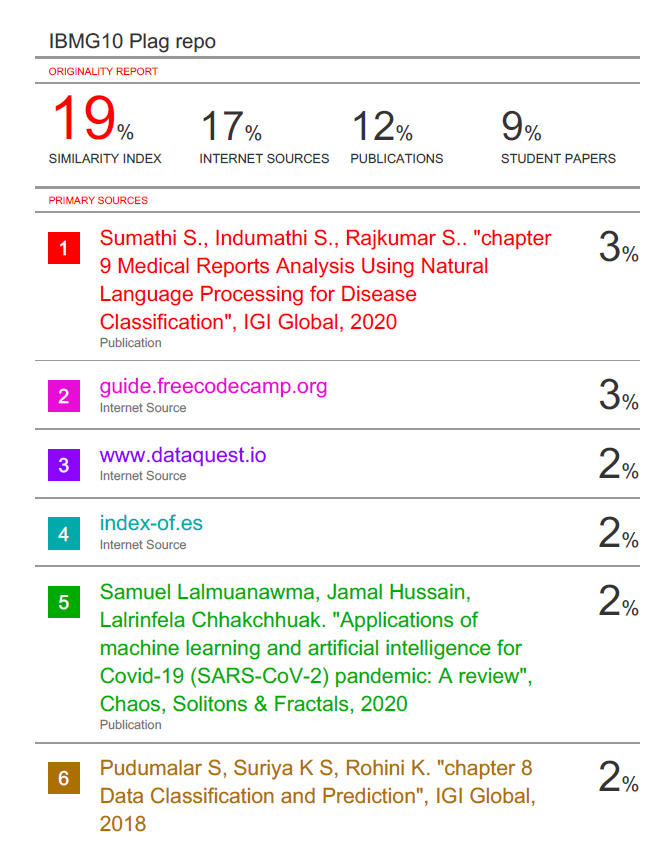 IBMG10 Plag repo
ORIGINALITY REPORT
19%
17%
12%
9%
SIMILARITY INDEX
INTERNET SOURCES
PUBLICATIONS
STUDENT PAPERS
PRIMARY SOURCES
1
Sumathi S., Indumathi S., Rajkumar S.. "chapter
9 Medical Reports Analysis Using Natural
Language Processing for Disease
Classification", IGI Global, 2020
Publication
3%
2
guide.freecodecamp.org
Internet Source
3%
3
www.dataquest.io
Internet Source
2%
4
index-of.es
Internet Source
2%
5
Samuel Lalmuanawma, Jamal Hussain,
Lalrinfela Chhakchhuak. "Applications of
machine learning and artificial intelligence for
Covid-19 (SARS-CoV-2) pandemic: A review",
Chaos, Solitons & Fractals, 2020
Publication
2%
6
Pudumalar S, Suriya K S, Rohini K. "chapter 8
Data Classification and Prediction", IGI Global,
2018
2%